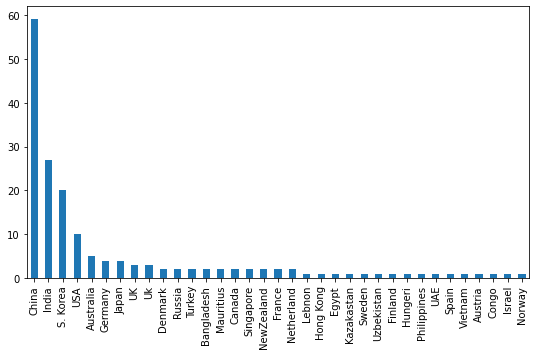 60
50
40
30
20
10
0
China
India
S. Korea
USA
Australia
Germany
Japan
UK
Uk
Denmark
Russia
Turkey
Bangladesh
Mauritius
Canada
Singapore
NewZealand
France
Netherland
Lebnon
Hong Kong
Egypt
Kazakastan
Sweden
Uzbekistan
Finland
Hungeri
Philippines
UAE
Spain
Vietnam
Austria
Congo
Israel
Norway